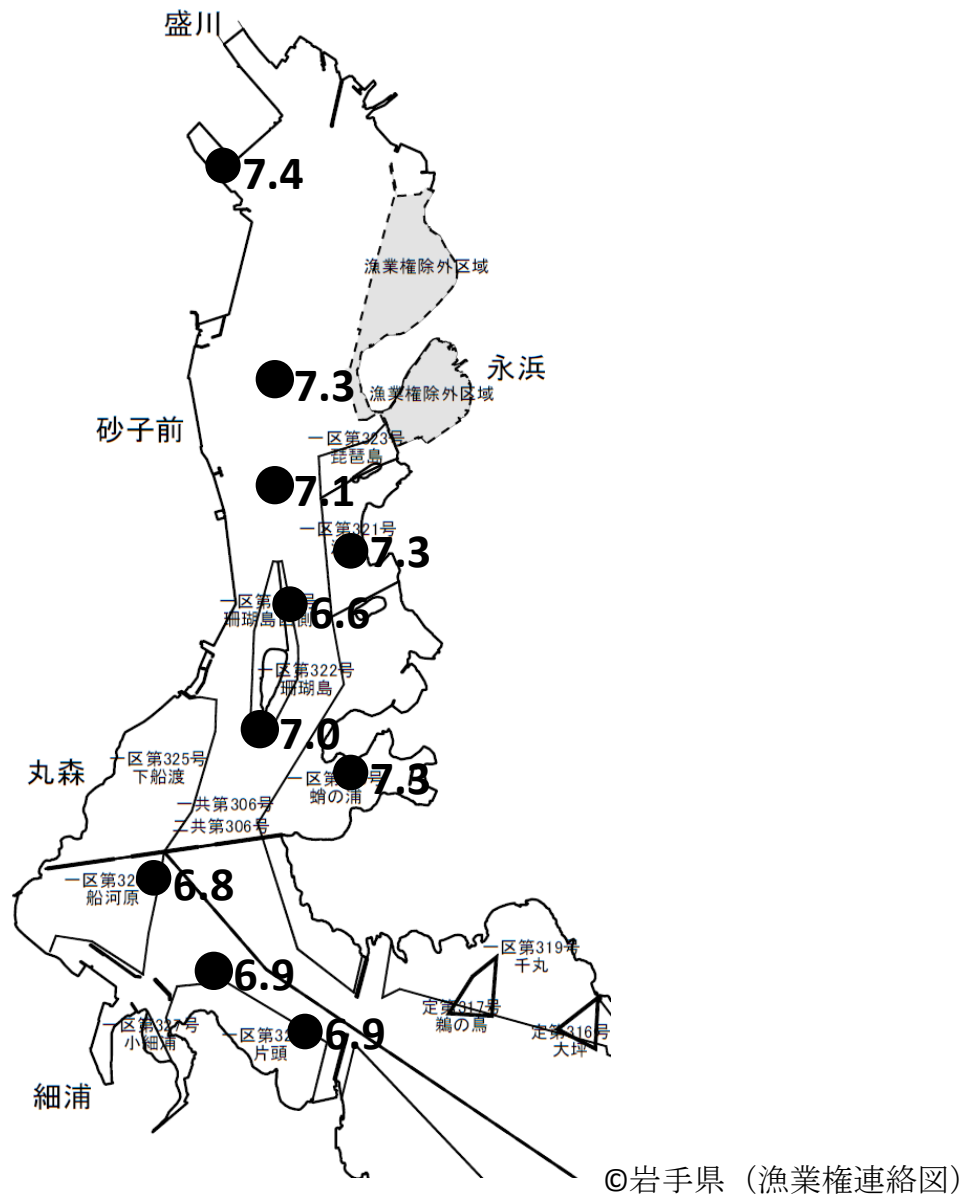 盛川
7.4
漁業権除外区域
永浜
7.3
漁業権除外区域
砂子前
一区第323号
琵琶島
7.1
一区第321号
7.3
一区第
号
6.6
珊瑚島
側
一区第322号
珊瑚島
7.0
一区第325号
下船渡
丸森
7.3
一区第
号
蛸の浦
一共第306号
二共第306号
一区第32
船河原
6.8
一区第319号
千丸
6.9
定第317号
鵜の鳥
定第316号
大坪
一区第327号
小細浦
一区第32
片頭
6.9
細浦
©岩手県（漁業権連絡図）